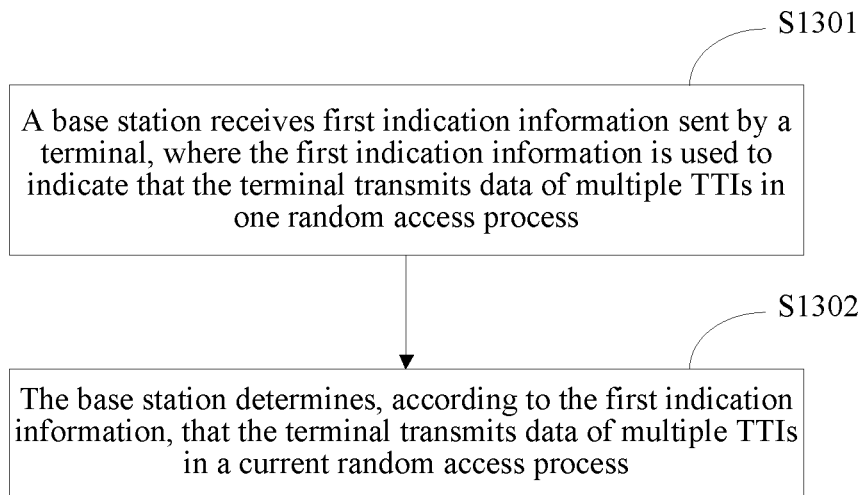 S1301
A base station receives first indication information sent by a
terminal, where the first indication information is used to
indicate that the terminal transmits data of multiple TTIs in
one random access process
S1302
The base station determines, according to the first indication
information, that the terminal transmits data of multiple TTIs
in a current random access process